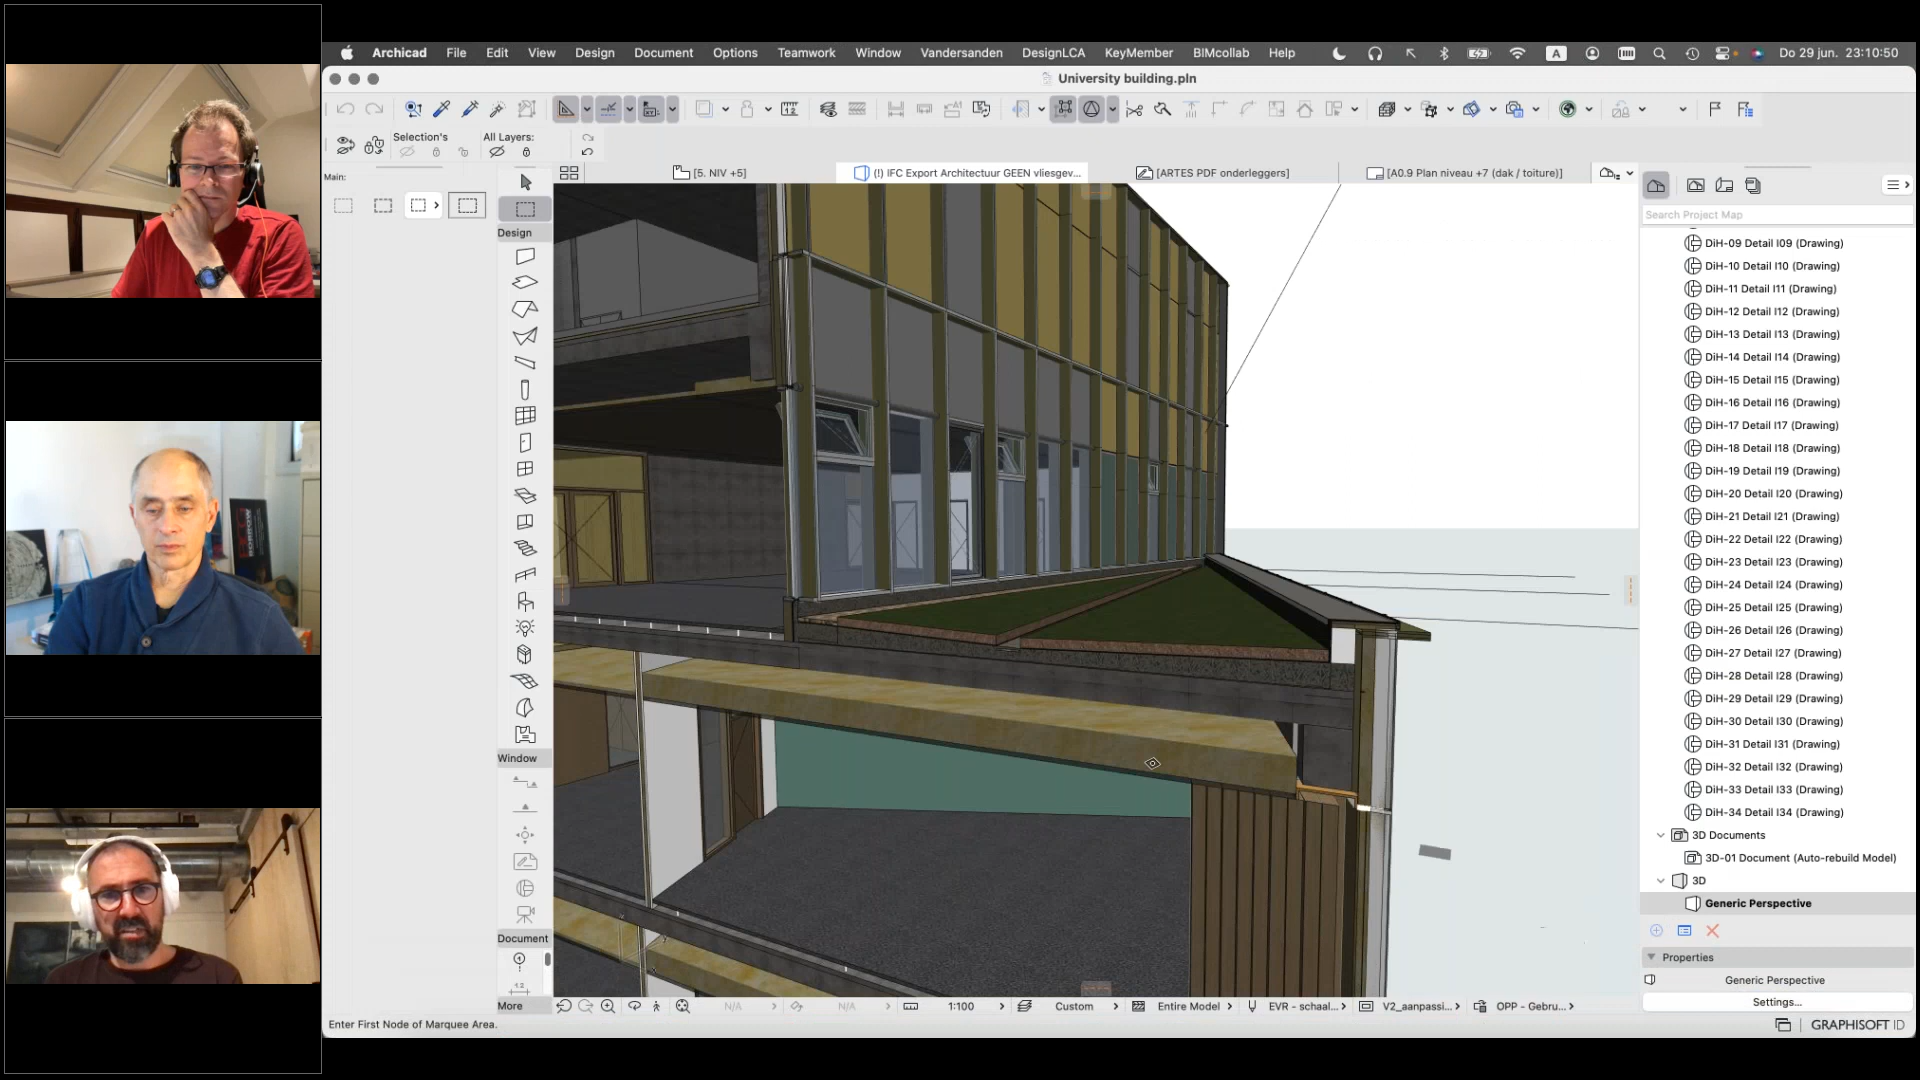 Archicad File Edit View Design Document Options Teamwork Window Vandersanden DesignLCA KeyMember BIMcollab Help A Do 29 jun. 23:10:50
University building.pln
Selection's All Layers:
Main:
[5. NIV +5] (!) IFC Export Architectuur GEEN vliesgev... [ARTES PDF onderleggers] [A0.9 Plan niveau +7 (dak / toiture)]
Search Project Map
Design
Window
Document
1.2
More
DiH-09 Detail I09 (Drawing)
DiH-10 Detail I10 (Drawing)
DiH-11 Detail I11 (Drawing)
DiH-12 Detail I12 (Drawing)
DiH-13 Detail I13 (Drawing)
DiH-14 Detail I14 (Drawing)
DiH-15 Detail I15 (Drawing)
DiH-16 Detail I16 (Drawing)
DiH-17 Detail I17 (Drawing)
DiH-18 Detail I18 (Drawing)
DiH-19 Detail I19 (Drawing)
DiH-20 Detail I20 (Drawing)
DiH-21 Detail I21 (Drawing)
DiH-22 Detail I22 (Drawing)
DiH-23 Detail I23 (Drawing)
DiH-24 Detail I24 (Drawing)
DiH-25 Detail I25 (Drawing)
DiH-26 Detail I26 (Drawing)
DiH-27 Detail I27 (Drawing)
DiH-28 Detail I28 (Drawing)
DiH-29 Detail I29 (Drawing)
DiH-30 Detail I30 (Drawing)
DiH-31 Detail I31 (Drawing)
DiH-32 Detail I32 (Drawing)
DiH-33 Detail I33 (Drawing)
DiH-34 Detail I34 (Drawing)
3D Documents
3D-01 Document (Auto-rebuild Model)
3D
Generic Perspective
Properties
Generic Perspective
Settings...
N/A N/A 1:100 Custom Entire Model EVR - schaal... V2_aanpassi... OPP - Gebru...
Enter First Node of Marquee Area.
GRAPHISOFT ID